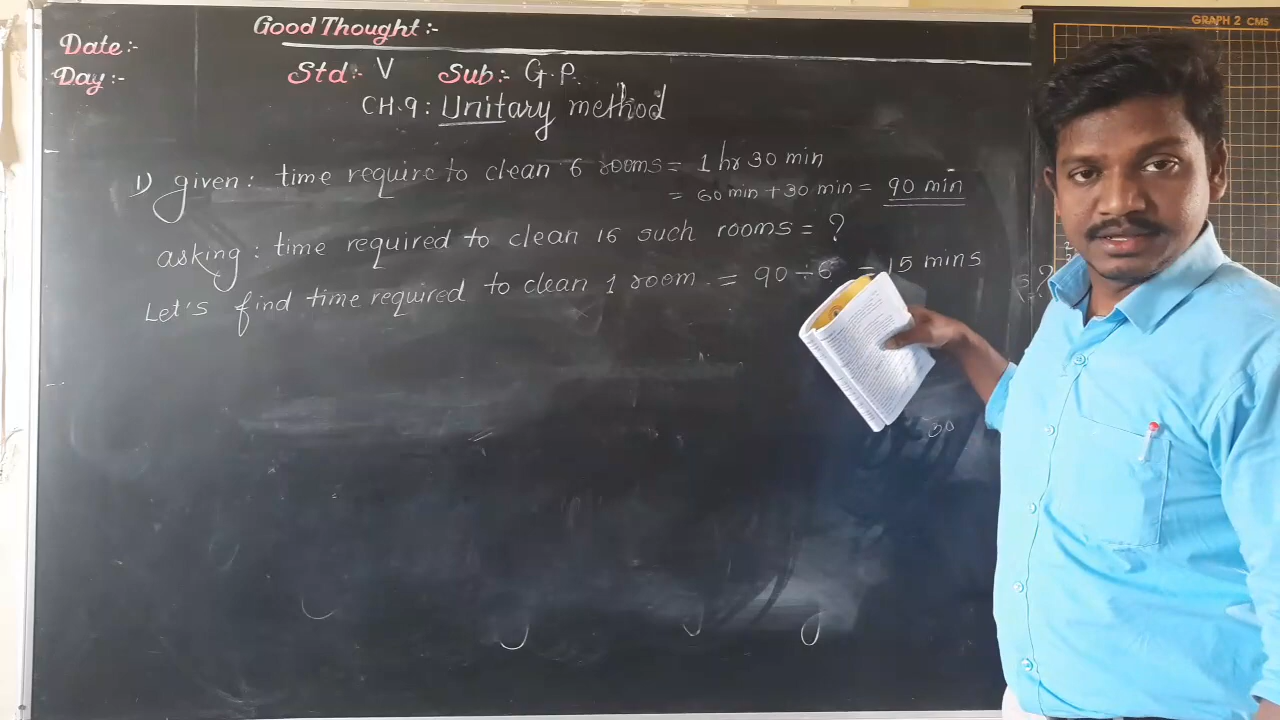 Good Thought :-
GRAPH 2 CMS
Date:-
Day:-
Std:- V Sub:- G.P.
CH.9: Unitary method
1) given: time require to clean 6 rooms = 1 hr 30 min
= 60 min + 30 min = 90 min
asking: time required to clean 16 such rooms = ?
Let's find time required to clean 1 room = 90 ÷ 6 = 15 mins